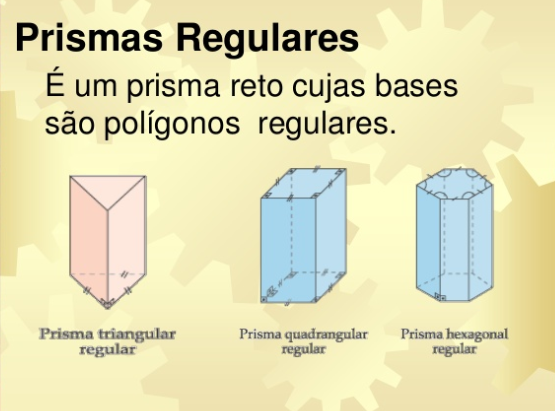 Prismas Regulares
É um prisma reto cujas bases
são polígonos regulares.
Prisma triangular
regular
Prisma quadrangular
regular
Prisma hexagonal
regular